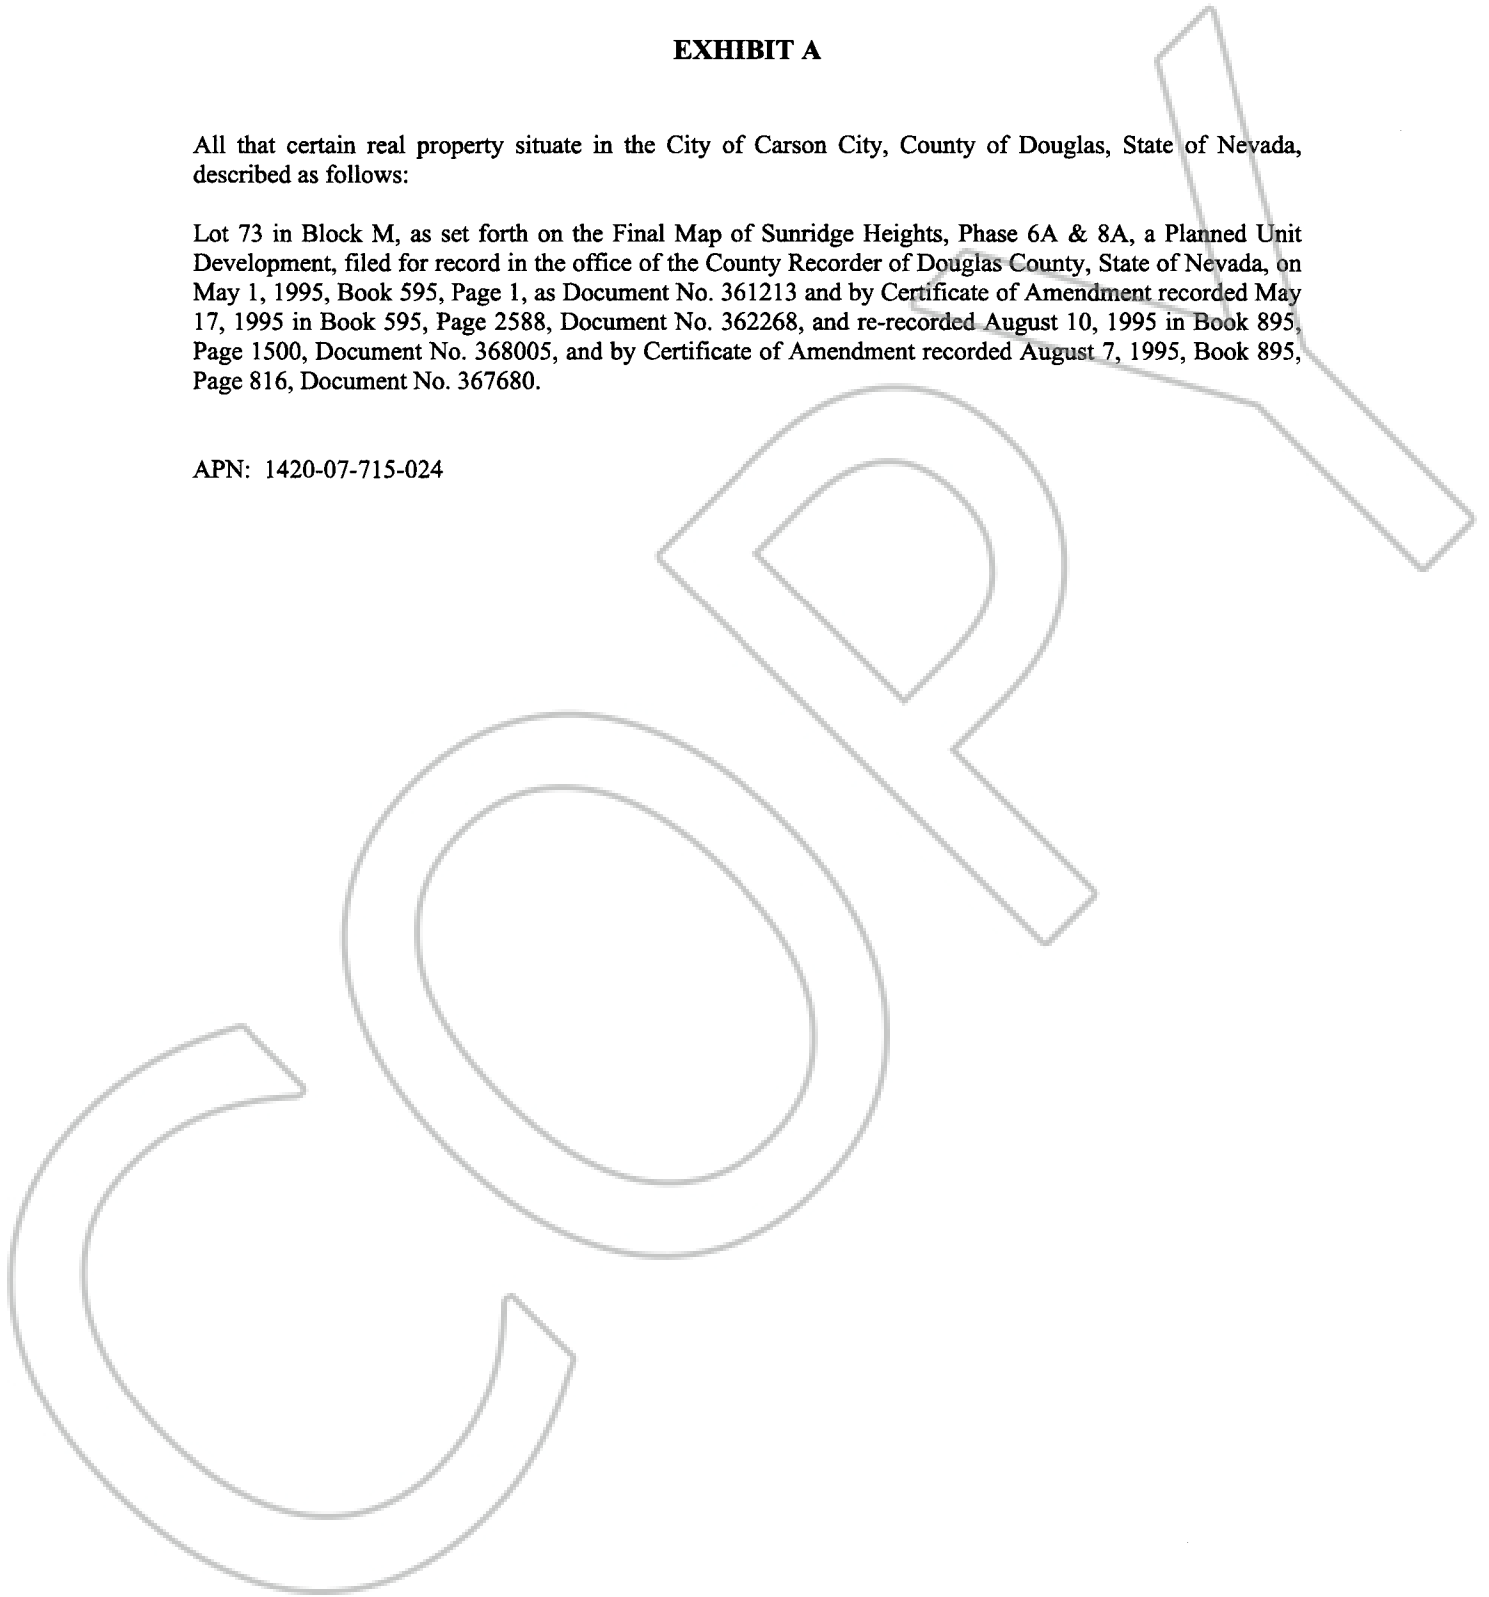 EXHIBIT A
All that certain real property situate in the City of Carson City, County of Douglas, State of Nevada,
described as follows:
Lot 73 in Block M, as set forth on the Final Map of Sunridge Heights, Phase 6A & 8A, a Planned Unit
Development, filed for record in the office of the County Recorder of Douglas County, State of Nevada, on
May 1, 1995, Book 595, Page 1, as Document No. 361213 and by Certificate of Amendment recorded May
17, 1995 in Book 595, Page 2588, Document No. 362268, and re-recorded August 10, 1995 in Book 895,
Page 1500, Document No. 368005, and by Certificate of Amendment recorded August 7, 1995, Book 895,
Page 816, Document No. 367680.
APN: 1420-07-715-024
COPY